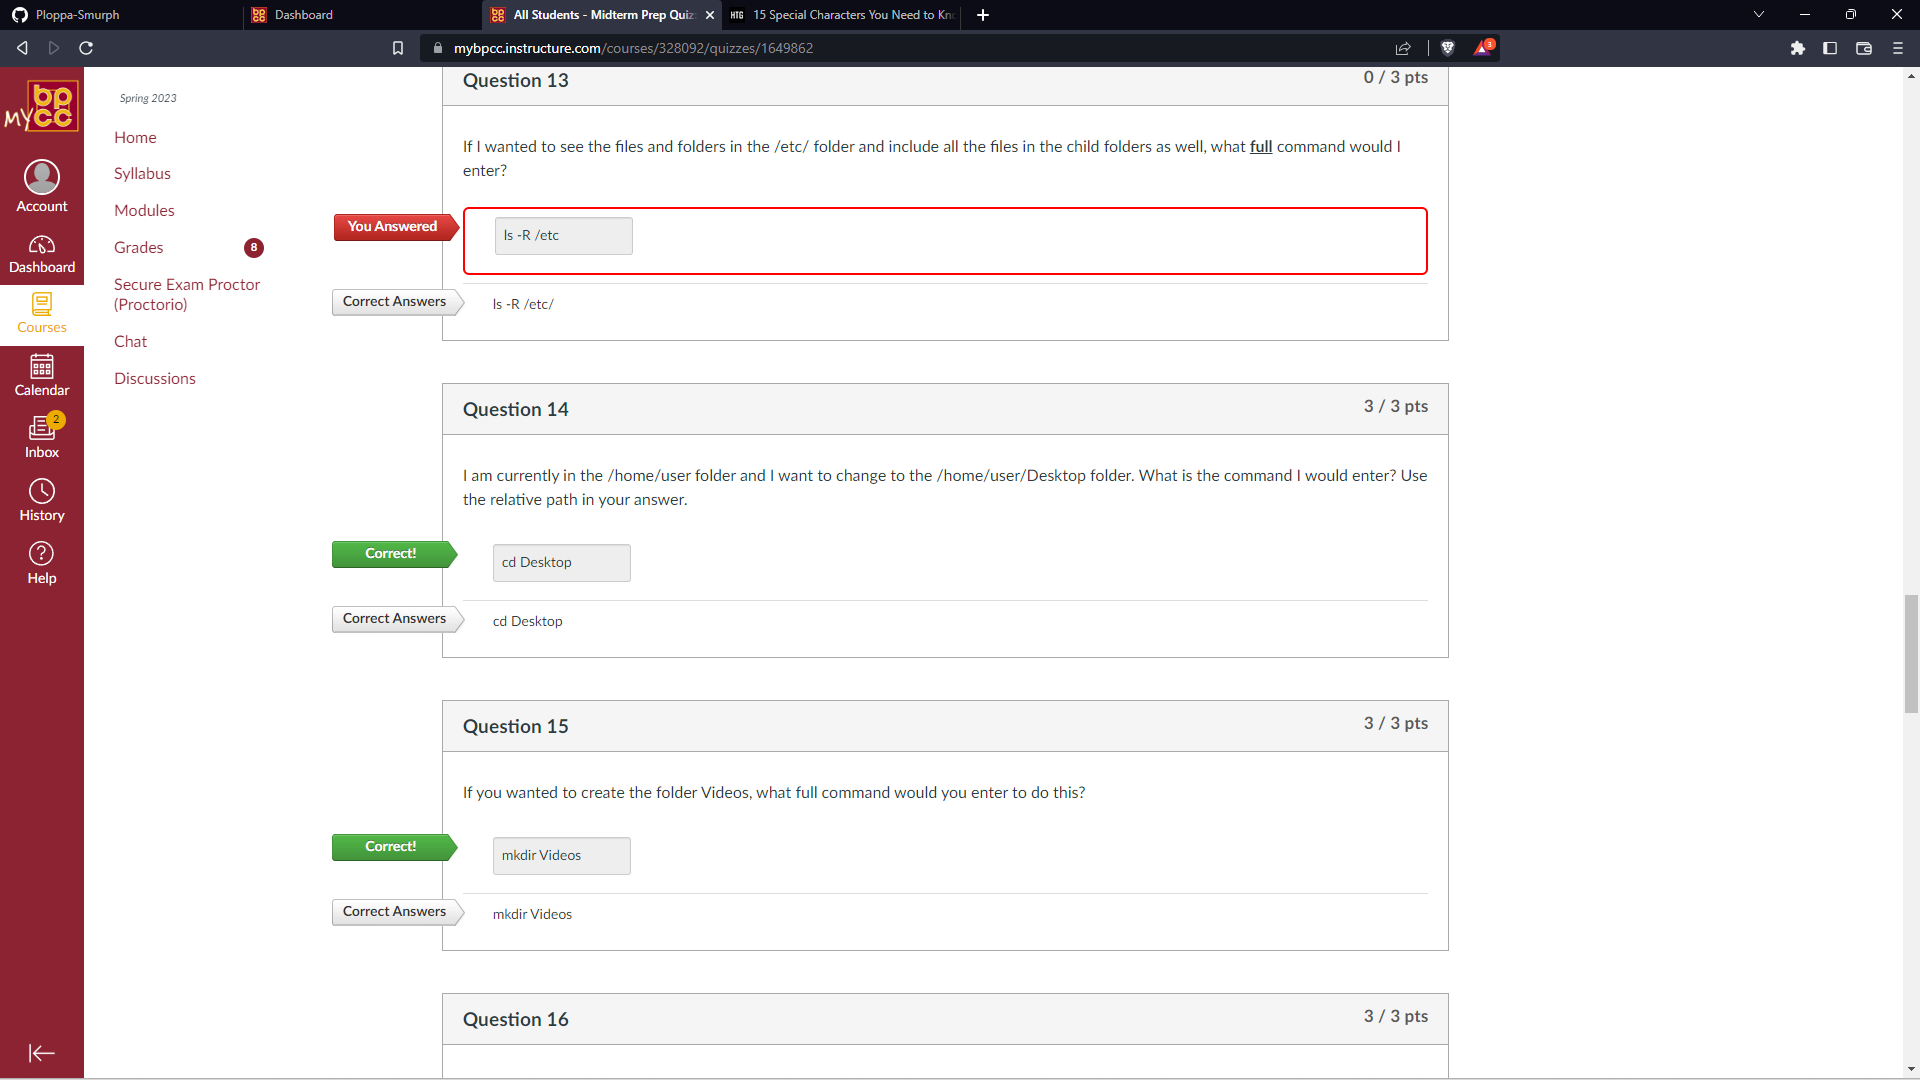 Ploppa-Smurph
Dashboard
All Students - Midterm Prep Quiz
15 Special Characters You Need to Kn
mybpcc.instructure.com/courses/328092/quizzes/1649862
3
MY
bp
cc
Account
Dashboard
Courses
Calendar
2
Inbox
History
Help
Spring 2023
Home
Syllabus
Modules
Grades
8
Secure Exam Proctor
(Proctorio)
Chat
Discussions
Question 13
0 / 3 pts
If I wanted to see the files and folders in the /etc/ folder and include all the files in the child folders as well, what full command would I
enter?
You Answered
ls -R /etc
Correct Answers
ls -R /etc/
Question 14
3 / 3 pts
I am currently in the /home/user folder and I want to change to the /home/user/Desktop folder. What is the command I would enter? Use
the relative path in your answer.
Correct!
cd Desktop
Correct Answers
cd Desktop
Question 15
3 / 3 pts
If you wanted to create the folder Videos, what full command would you enter to do this?
Correct!
mkdir Videos
Correct Answers
mkdir Videos
Question 16
3 / 3 pts